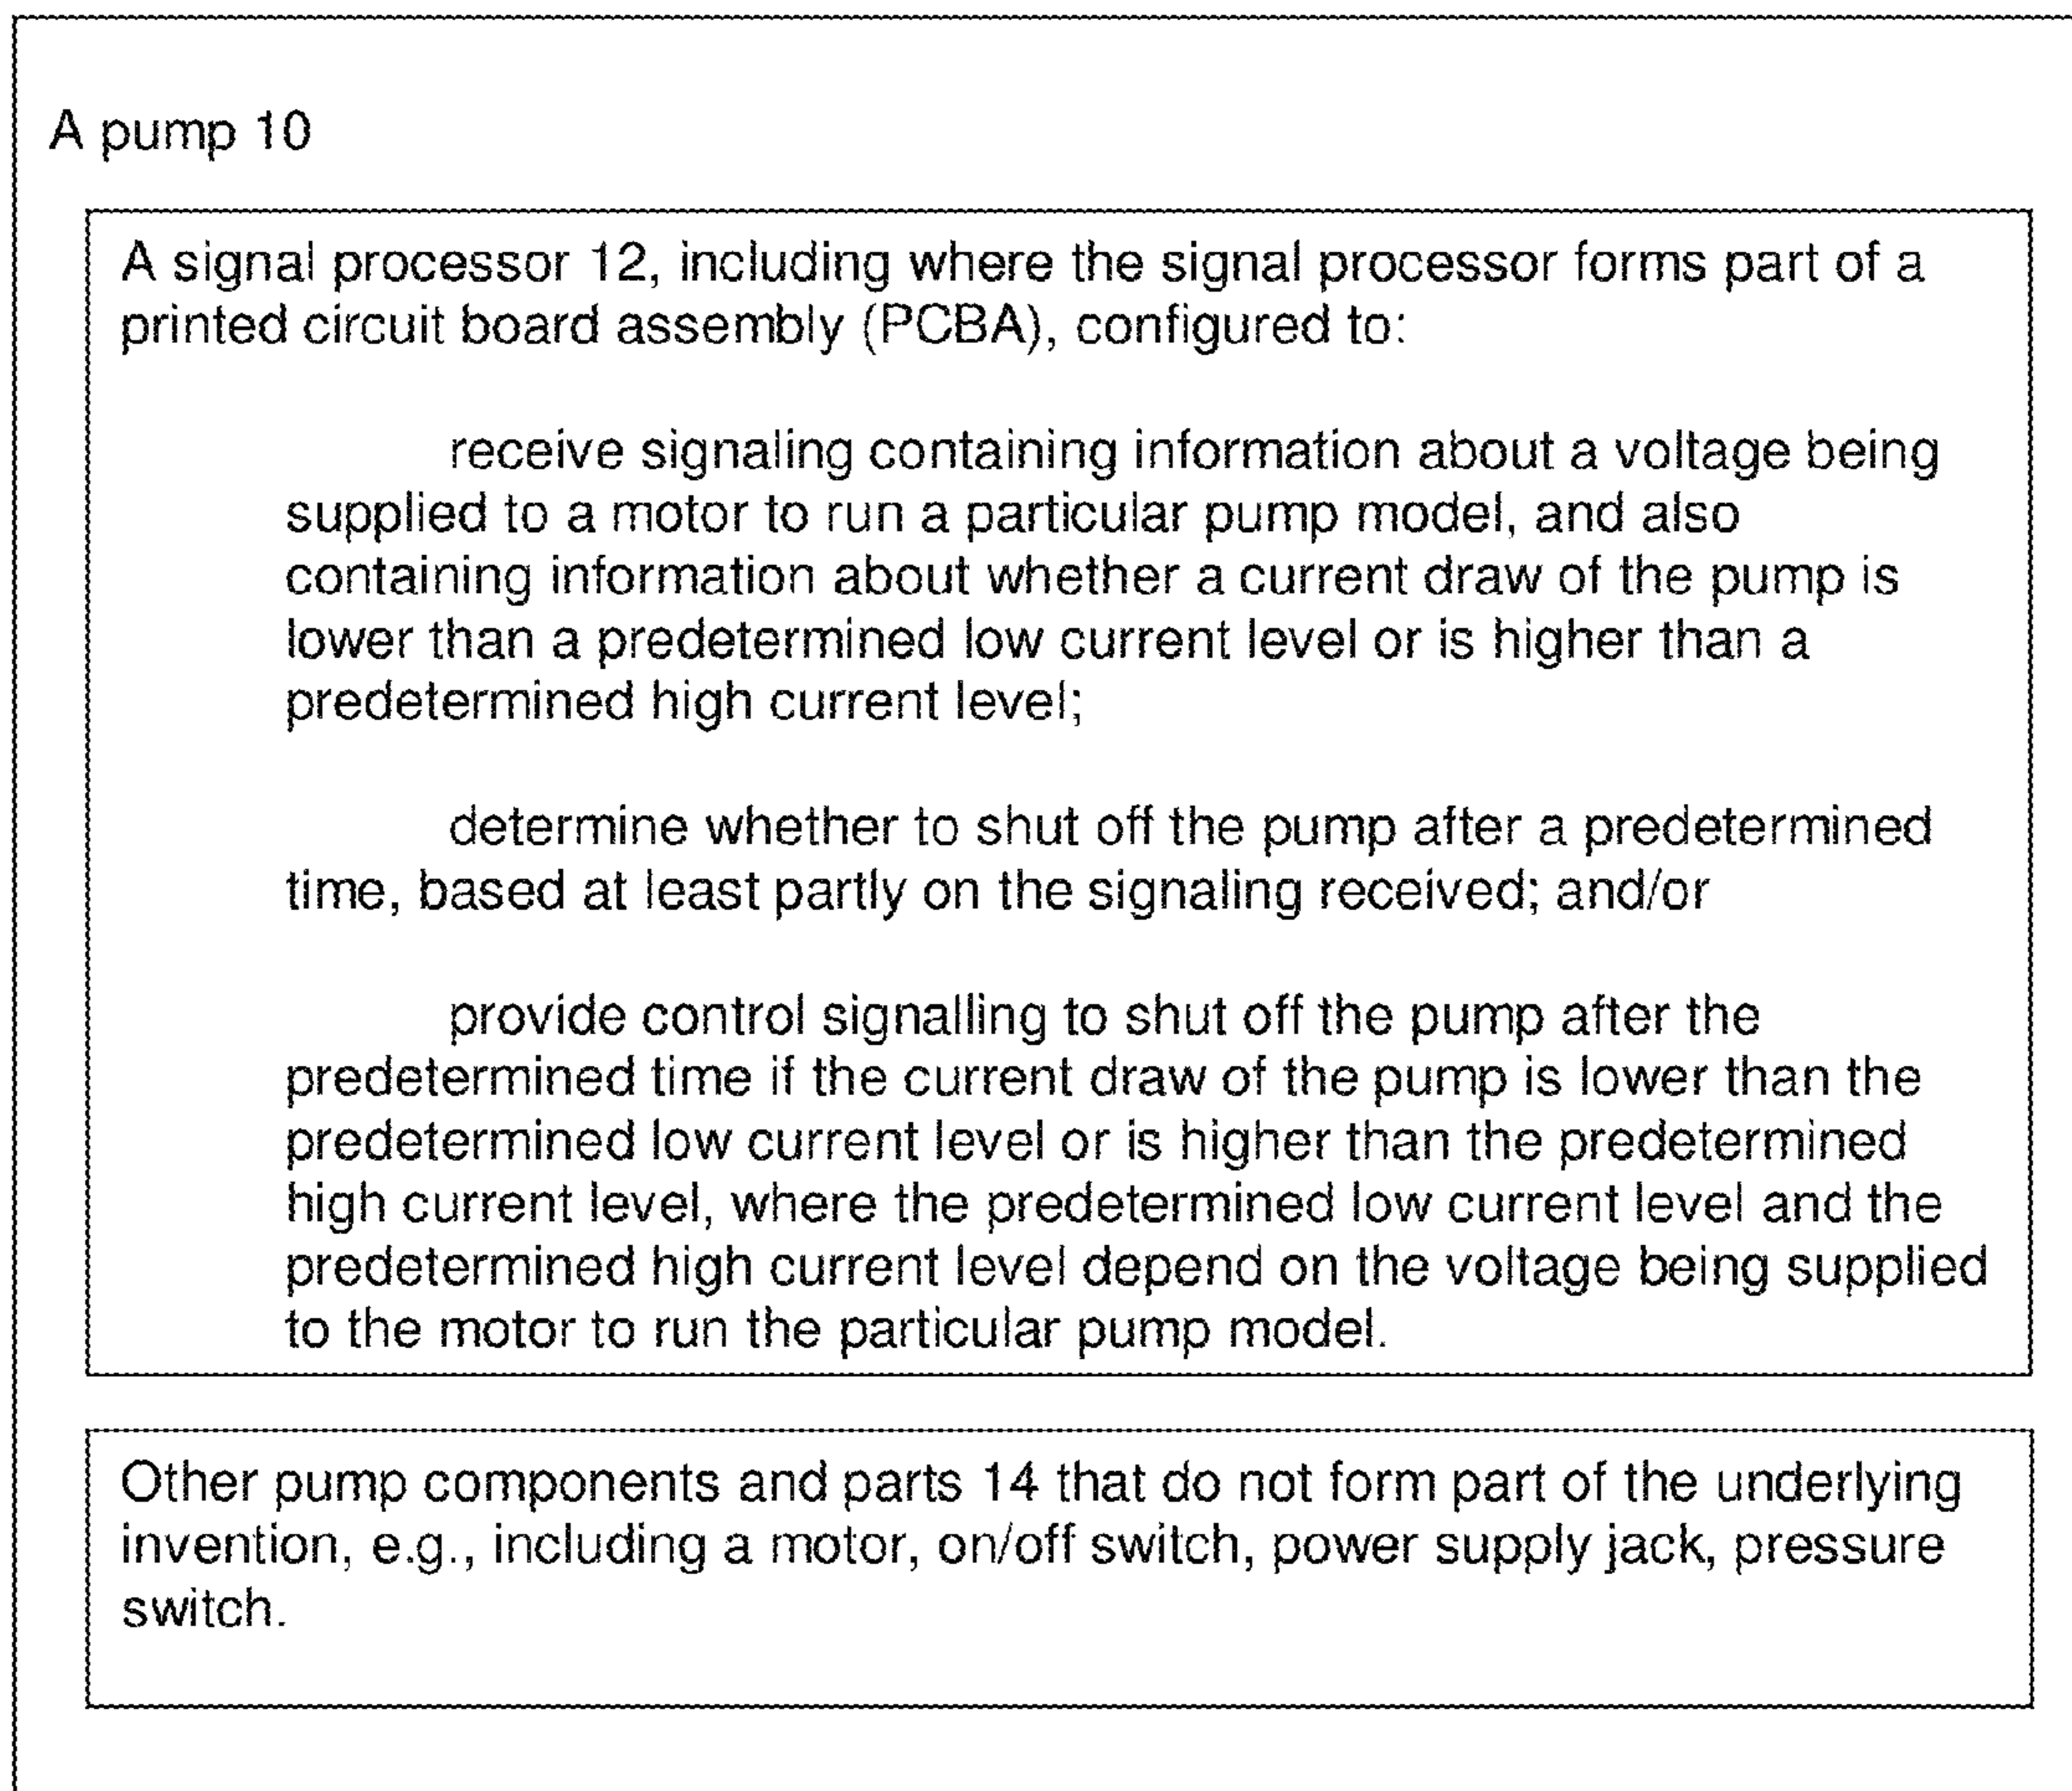 A pump 10
A signal processor 12, including where the signal processor forms part of a
printed circuit board assembly (PCBA), configured to:
receive signaling containing information about a voltage being
supplied to a motor to run a particular pump model, and also
containing information about whether a current draw of the pump is
lower than a predetermined low current level or is higher than a
predetermined high current level;
determine whether to shut off the pump after a predetermined
time, based at least partly on the signaling received; and/or
provide control signalling to shut off the pump after the
predetermined time if the current draw of the pump is lower than the
predetermined low current level or is higher than the predetermined
high current level, where the predetermined low current level and the
predetermined high current level depend on the voltage being supplied
to the motor to run the particular pump model.
Other pump components and parts 14 that do not form part of the underlying
invention, e.g., including a motor, on/off switch, power supply jack, pressure
switch.